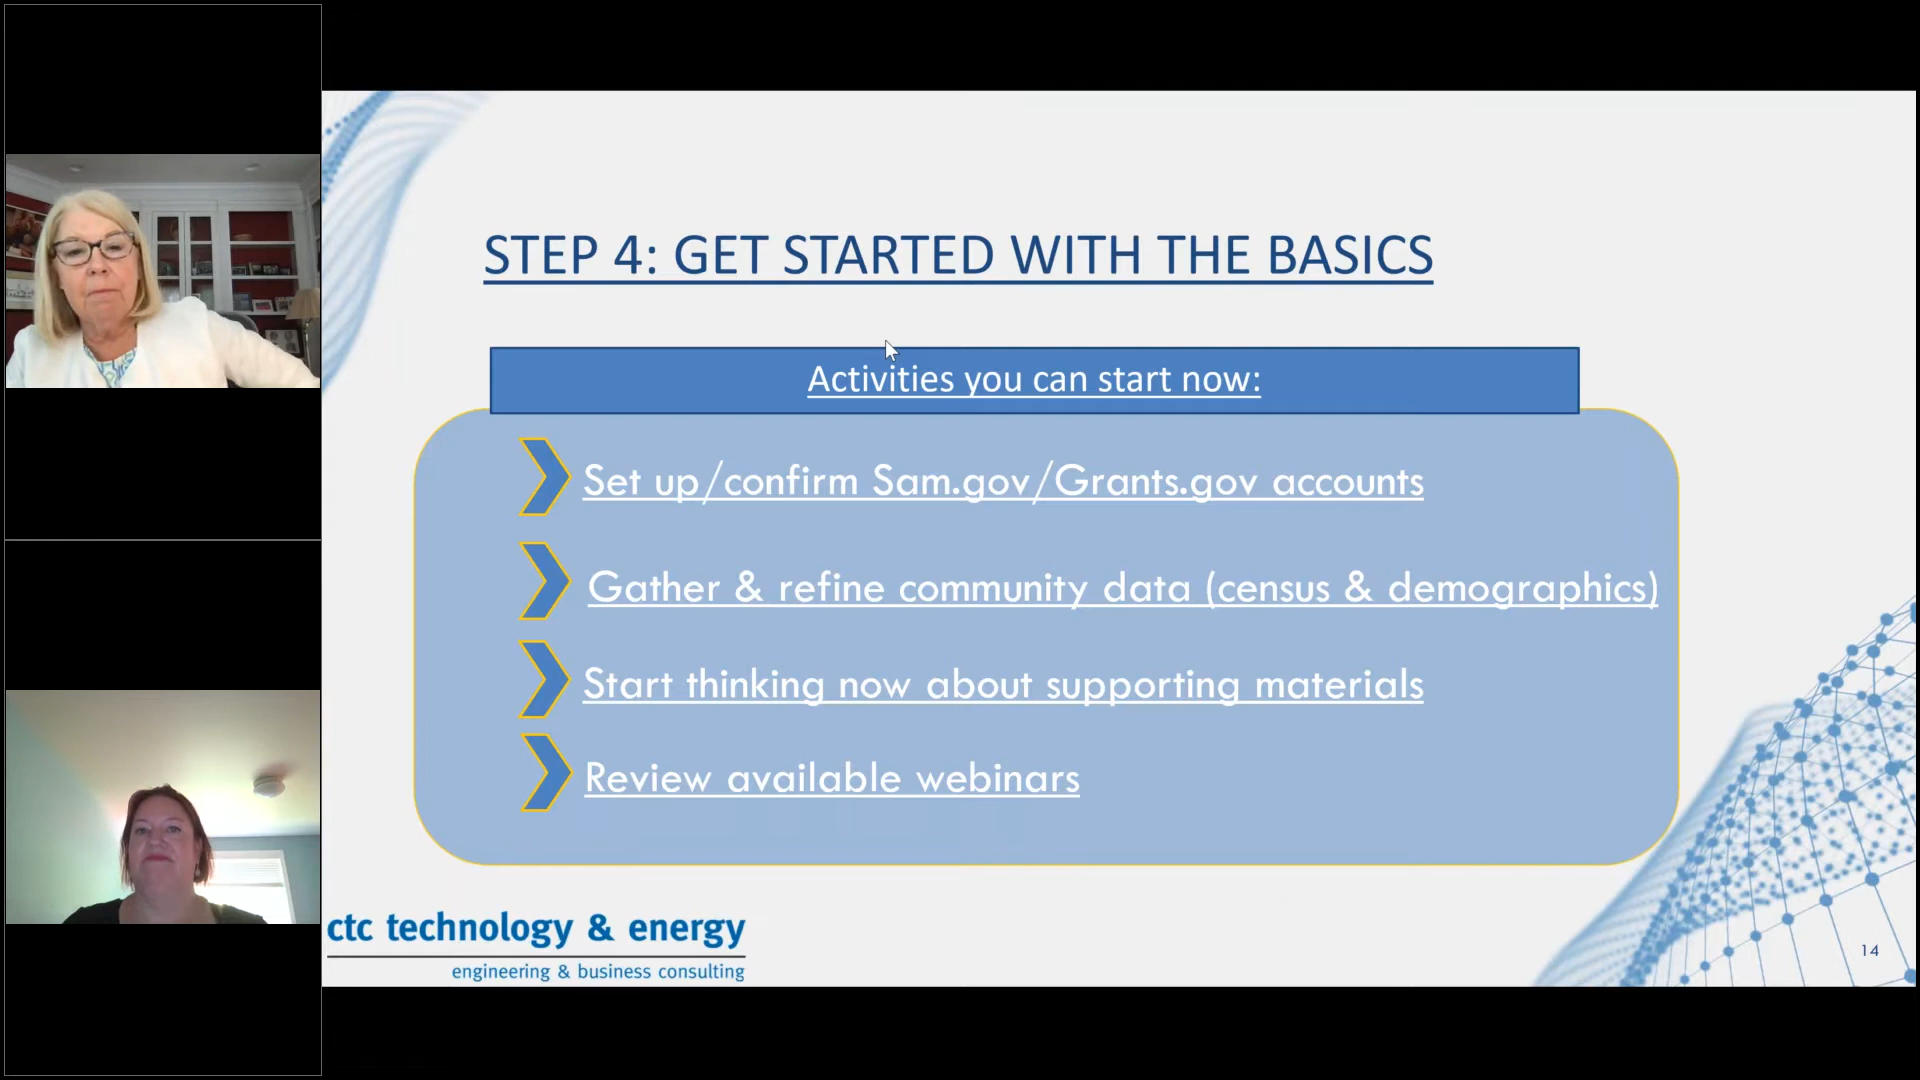 STEP 4: GET STARTED WITH THE BASICS
Activities you can start now:
Set up/confirm Sam.gov/Grants.gov accounts
Gather & refine community data (census & demographics)
Start thinking now about supporting materials
Review available webinars
ctc technology & energy
engineering & business consulting
14